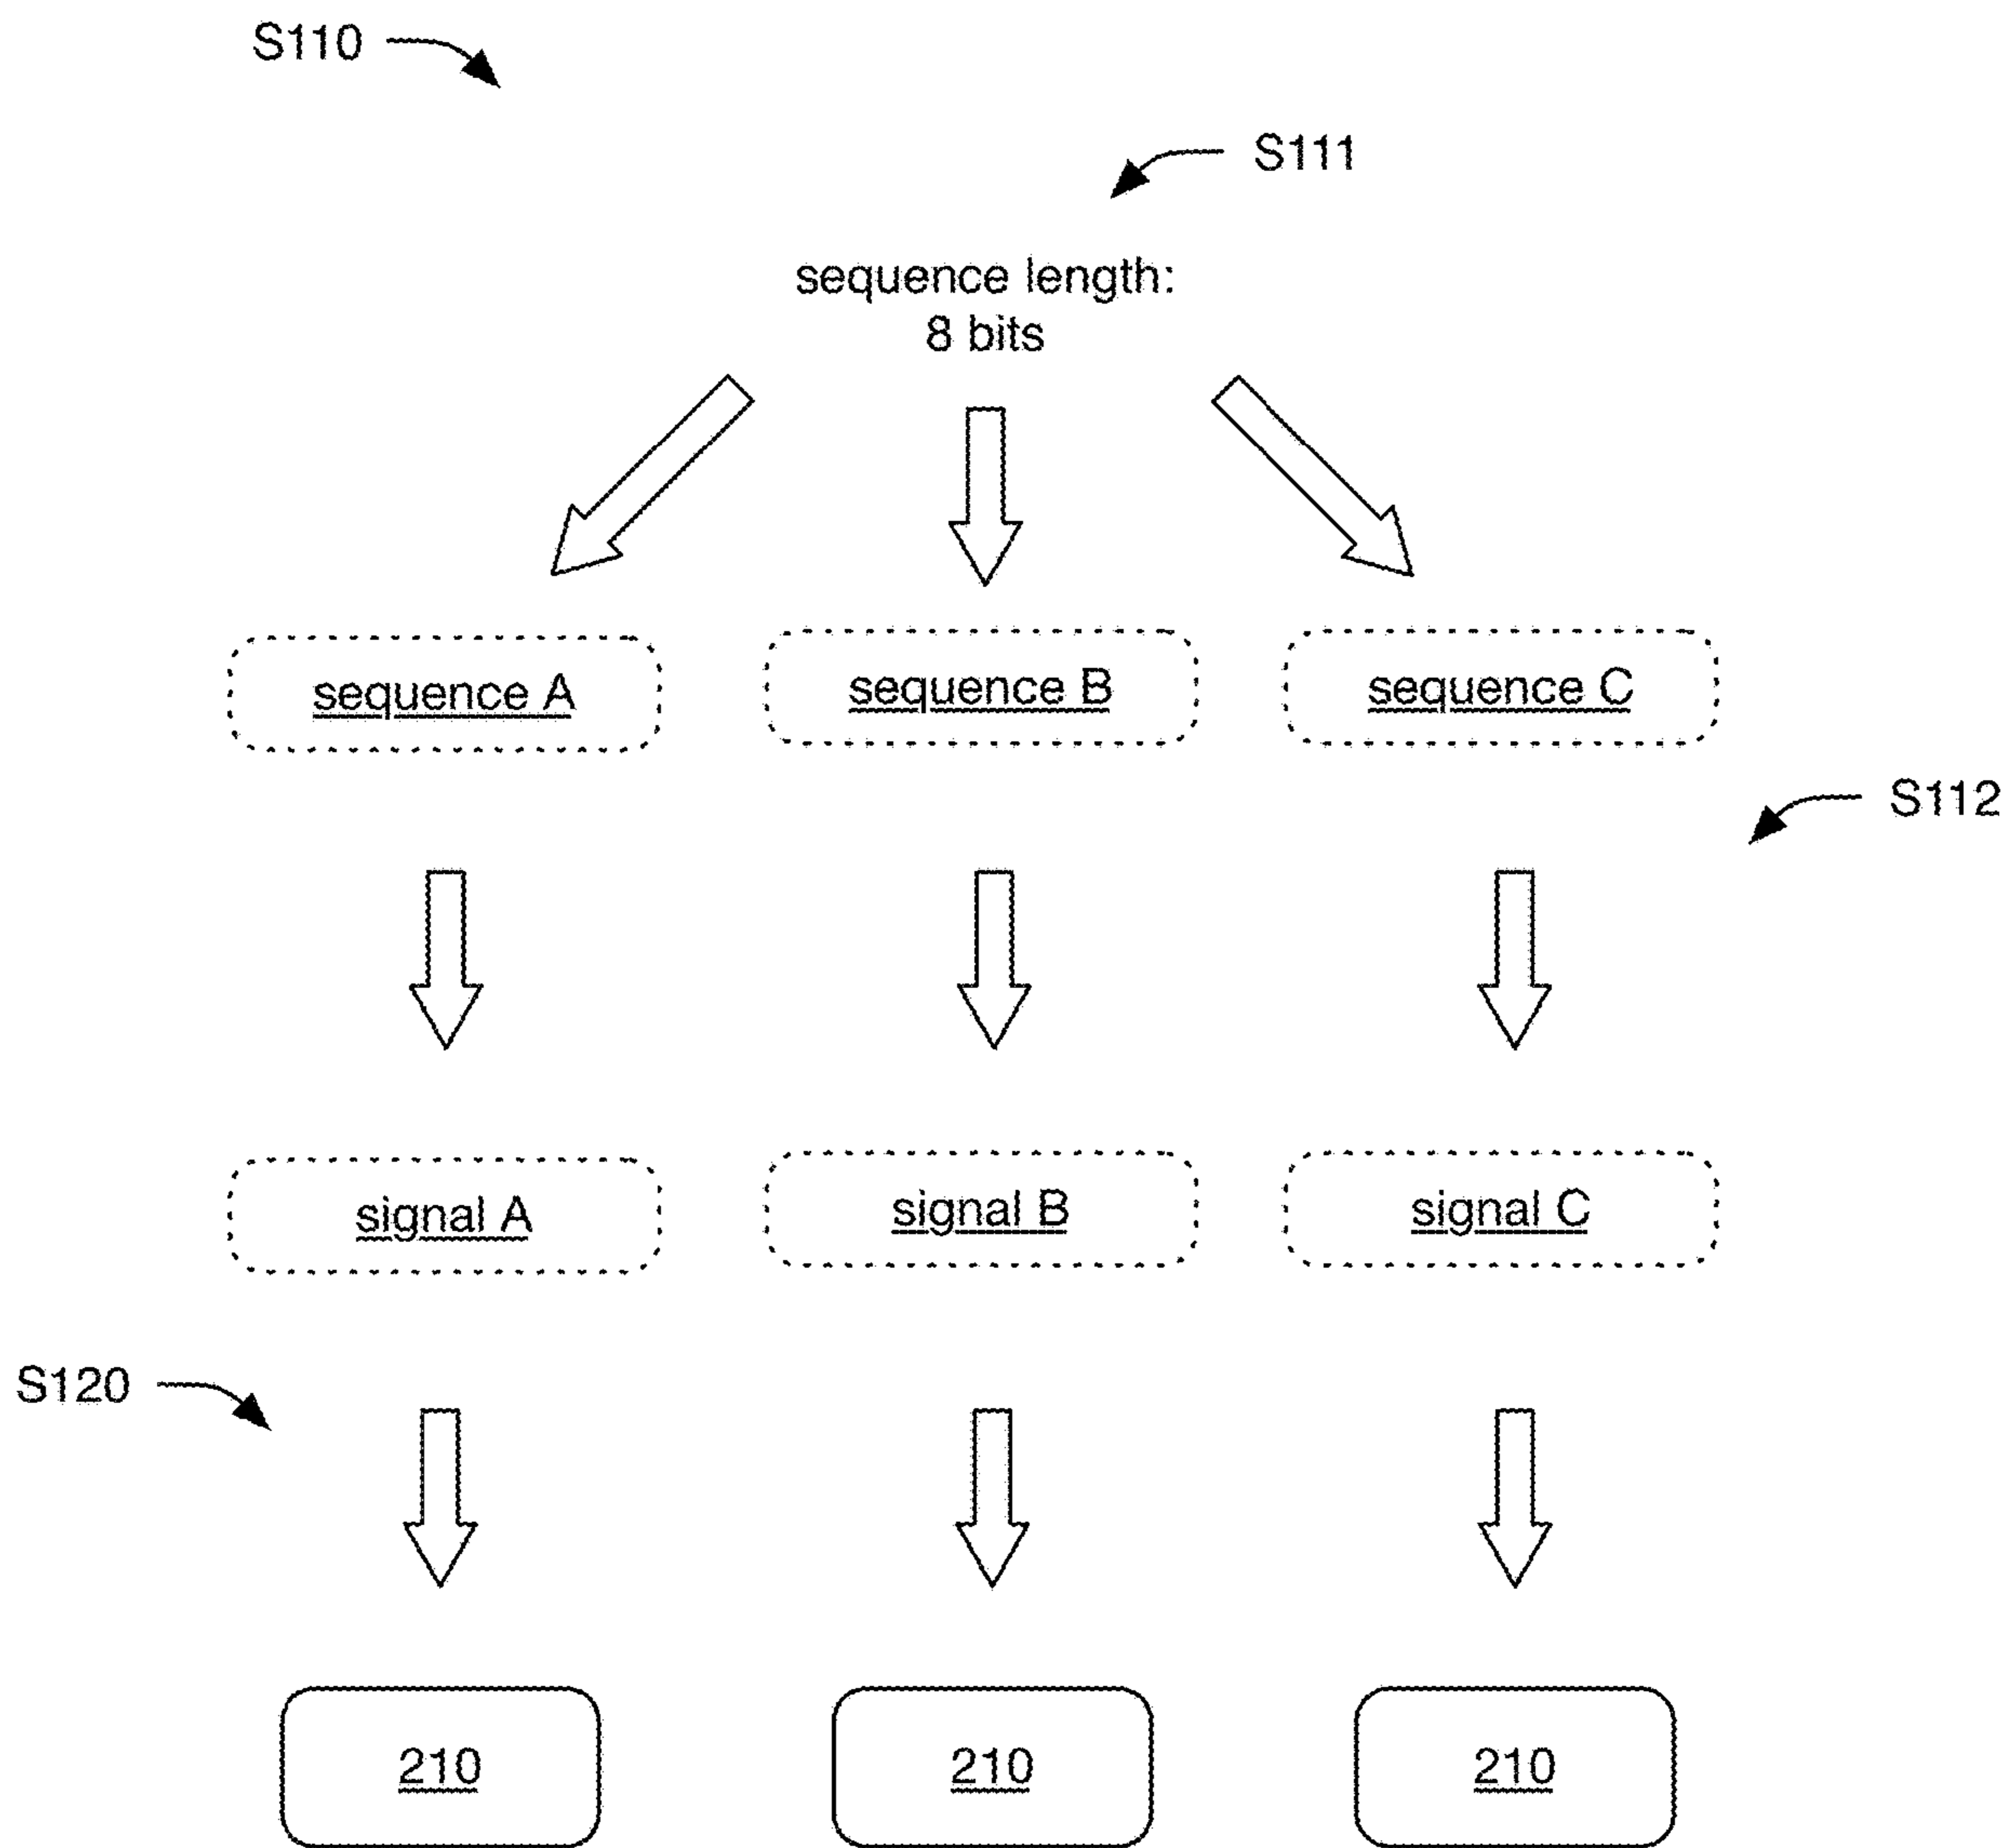 S110
S111
sequence length:
8 bits
sequence A
sequence B
sequence C
S112
signal A
signal B
signal C
S120
210
210
210